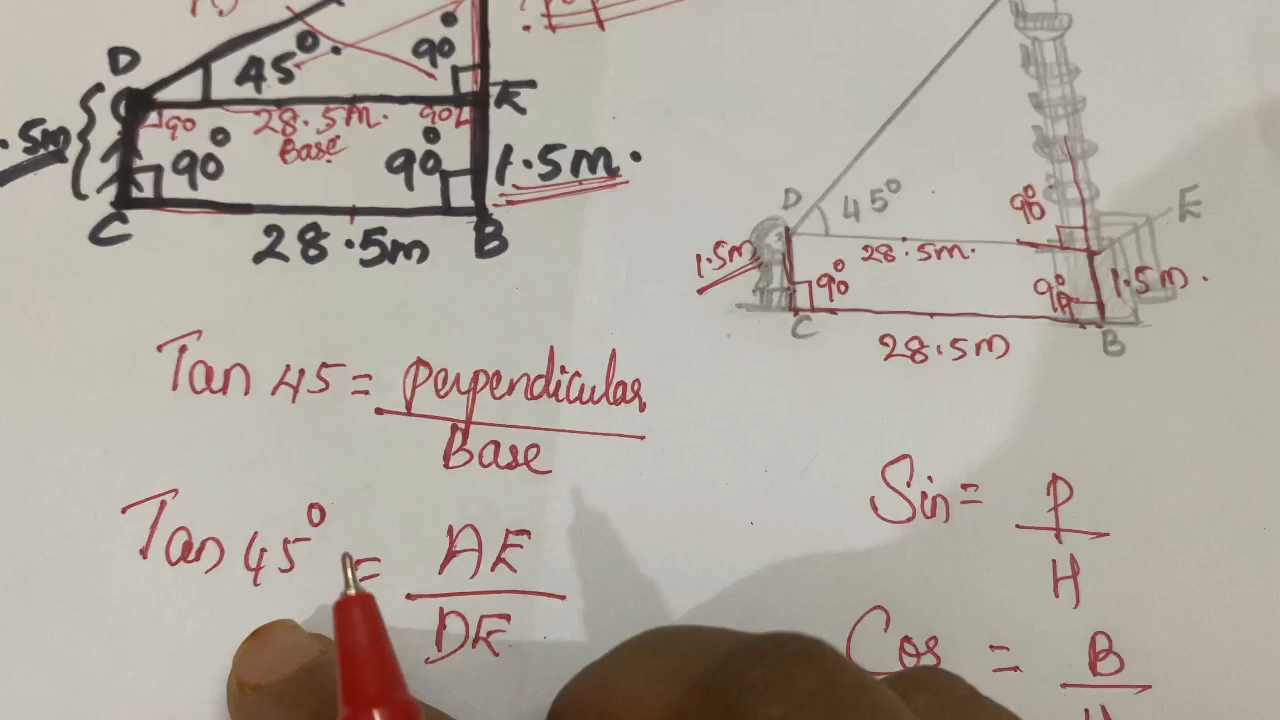 D
45°
90°
E
90
28.5m.
90
Base
.5m
90°
90°
1.5m.
C
28.5m
B
D
45°
90°
E
1.5m
28.5m.
90°
90°
1.5m.
C
28.5m
B
Tan 45 = perpendicular
Base
Tan 45° = AE
DE
Sin = P
H
Cos = B
H